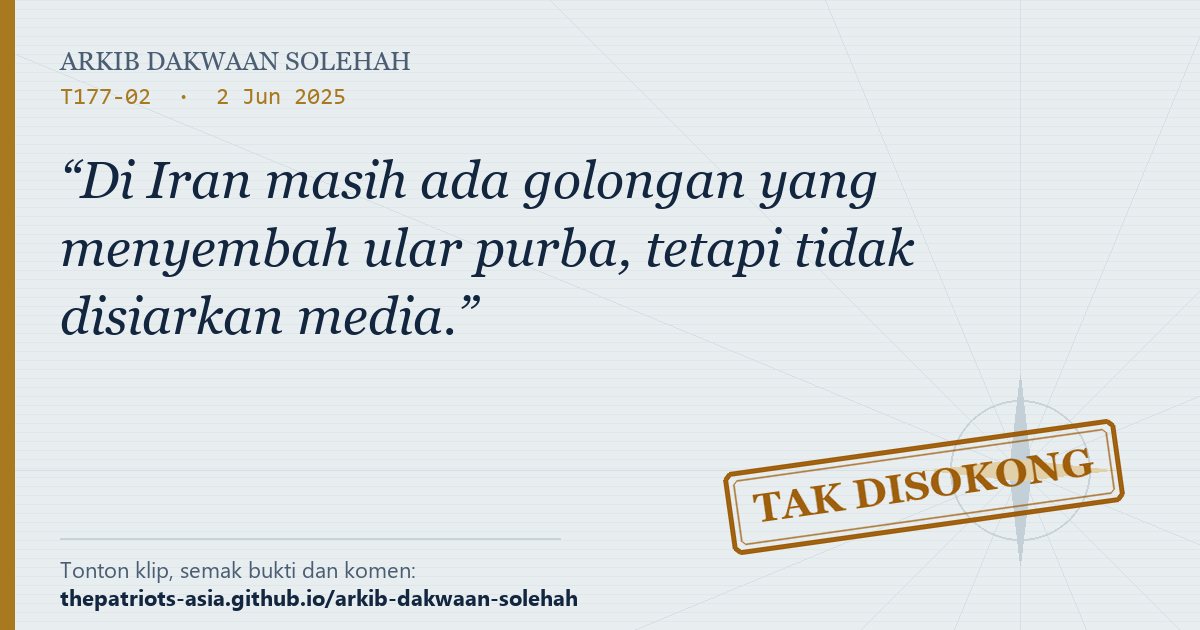 ARKIB DAKWAAN SOLEHAH
T177-02 · 2 Jun 2025
“Di Iran masih ada golongan yang
menyembah ular purba, tetapi tidak
disiarkan media.”
TAK DISOKONG
Tonton klip, semak bukti dan komen:
thepatriots-asia.github.io/arkib-dakwaan-solehah